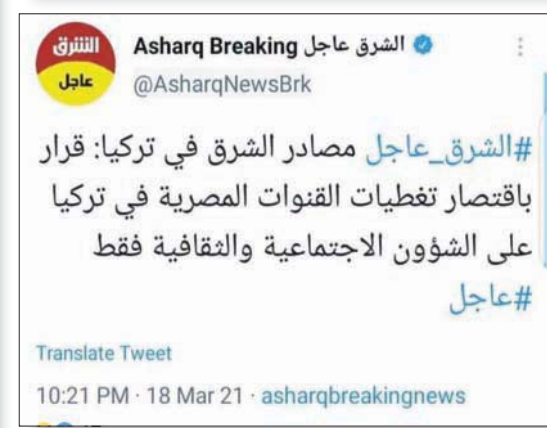 الشرق
عاجل
Asharq Breaking الشرق عاجل
@AsharqNewsBrk
#الشرق_عاجل مصادر الشرق في تركيا: قرار
باقتصار تغطيات القنوات المصرية في تركيا
على الشؤون الاجتماعية والثقافية فقط
#عاجل
Translate Tweet
10:21 PM · 18 Mar 21 · asharqbreakingnews